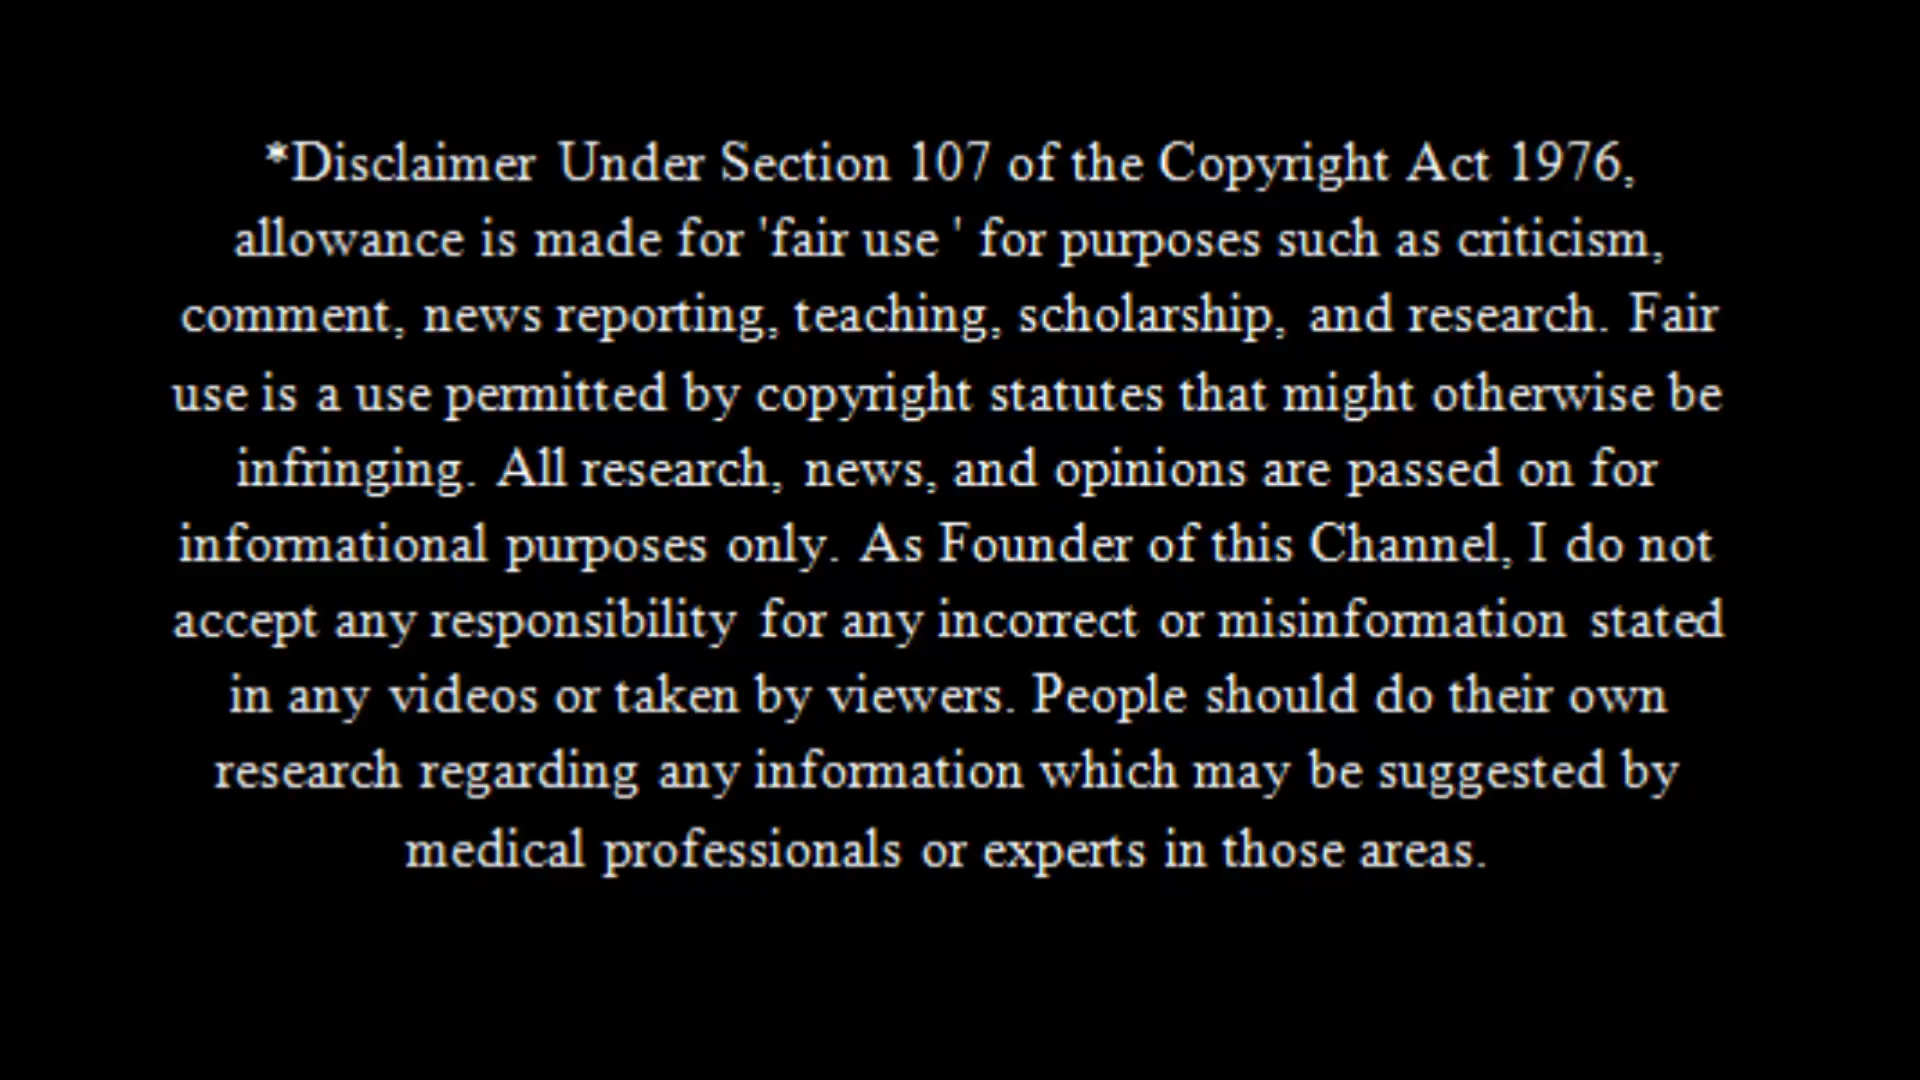 *Disclaimer Under Section 107 of the Copyright Act 1976,
allowance is made for 'fair use ' for purposes such as criticism,
comment, news reporting, teaching, scholarship, and research. Fair
use is a use permitted by copyright statutes that might otherwise be
infringing. All research, news, and opinions are passed on for
informational purposes only. As Founder of this Channel, I do not
accept any responsibility for any incorrect or misinformation stated
in any videos or taken by viewers. People should do their own
research regarding any information which may be suggested by
medical professionals or experts in those areas.